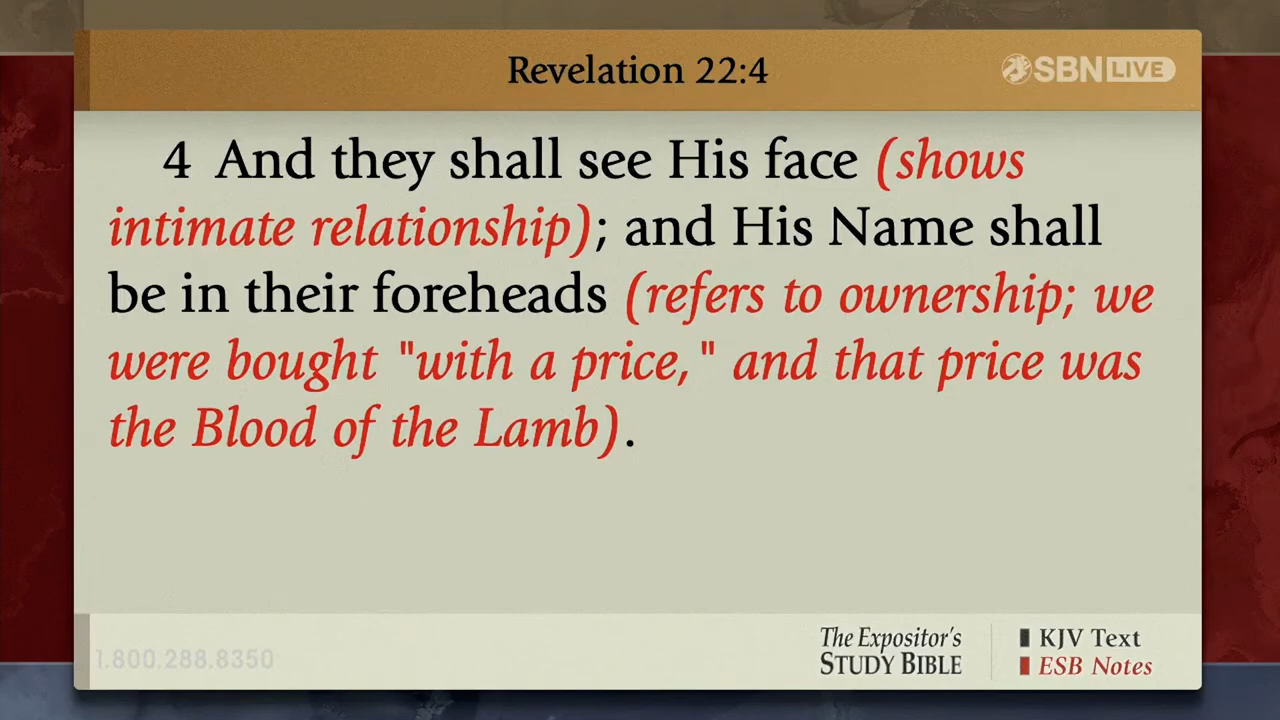 Revelation 22:4
SBN LIVE
4 And they shall see His face (shows
intimate relationship); and His Name shall
be in their foreheads (refers to ownership; we
were bought "with a price," and that price was
the Blood of the Lamb).
1.800.288.8350
The Expositor's
STUDY BIBLE
KJV Text
ESB Notes